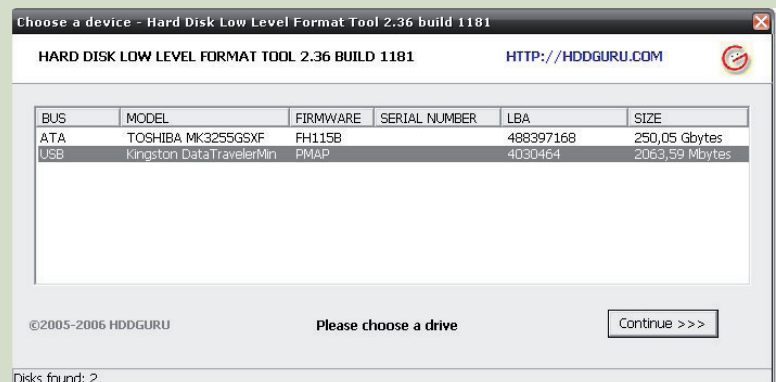 Choose a device - Hard Disk Low Level Format Tool 2.36 build 1181
HARD DISK LOW LEVEL FORMAT TOOL 2.36 BUILD 1181 HTTP://HDDGURU.COM
BUS MODEL FIRMWARE SERIAL NUMBER LBA SIZE
ATA TOSHIBA MK3255GSXF FH115B 488397168 250,05 Gbytes
USB Kingston DataTravelerMin PMAP 4030464 2063,59 Mbytes
©2005-2006 HDDGURU Please choose a drive Continue >>>
Disks found: 2